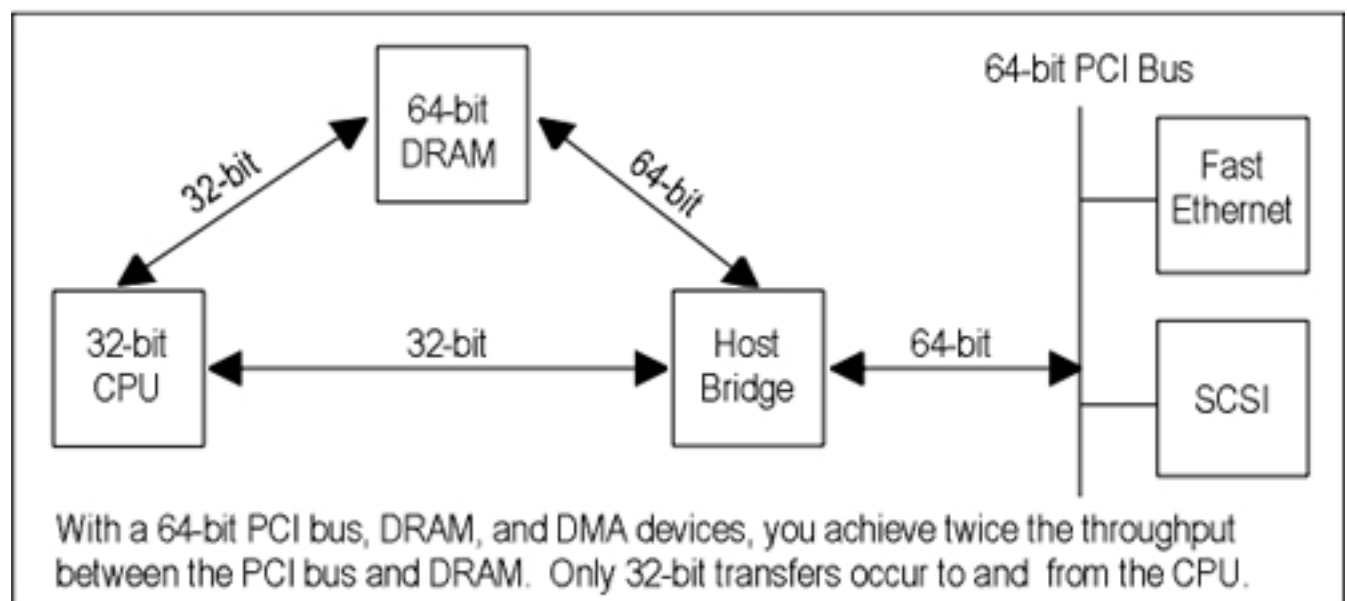 64-bit PCI Bus
64-bit
DRAM
32-bit
64-bit
Fast
Ethernet
32-bit
CPU
32-bit
Host
Bridge
64-bit
SCSI
With a 64-bit PCI bus, DRAM, and DMA devices, you achieve twice the throughput
between the PCI bus and DRAM. Only 32-bit transfers occur to and from the CPU.